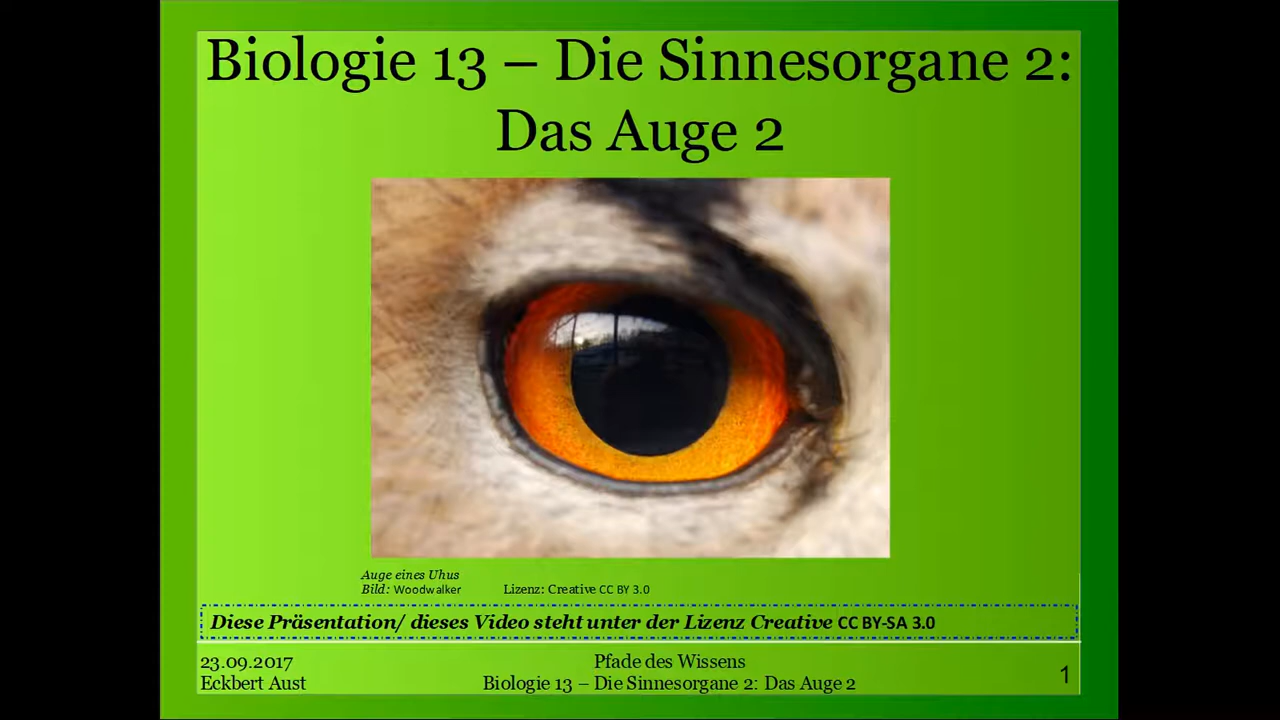 Biologie 13 – Die Sinnesorgane 2:
Das Auge 2
Auge eines Uhus
Bild: Woodwalker Lizenz: Creative CC BY 3.0
Diese Präsentation/ dieses Video steht unter der Lizenz Creative CC BY-SA 3.0
23.09.2017 Pfade des Wissens
Eckbert Aust Biologie 13 – Die Sinnesorgane 2: Das Auge 2 1